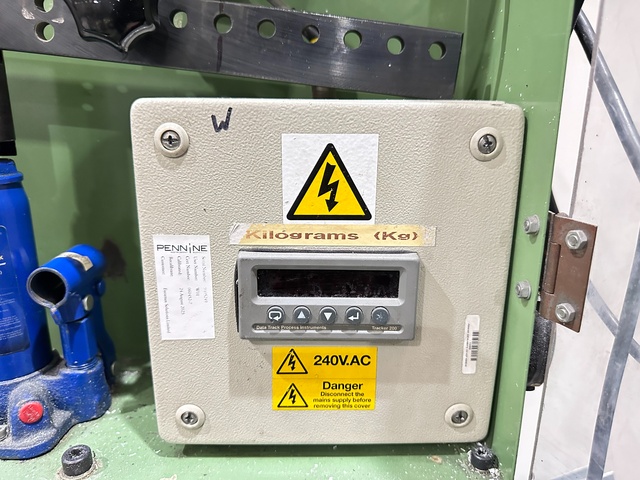 W
Kilograms (Kg)
PENNINE
Data Track Process Instruments
Tracker 200
240V.AC
Danger
Disconnect the
mains supply before
removing this cover